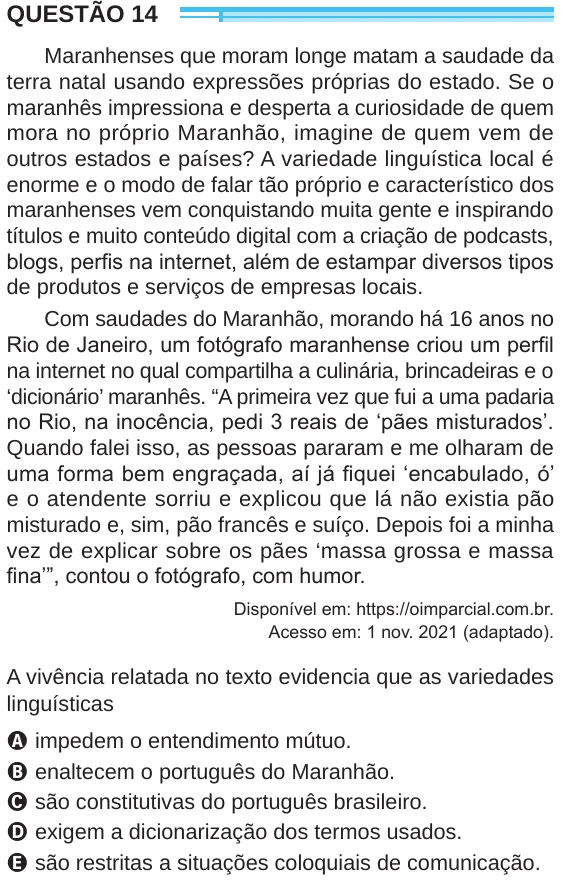 QUESTÃO 14
Maranhenses que moram longe matam a saudade da
terra natal usando expressões próprias do estado. Se o
maranhês impressiona e desperta a curiosidade de quem
mora no próprio Maranhão, imagine de quem vem de
outros estados e países? A variedade linguística local é
enorme e o modo de falar tão próprio e característico dos
maranhenses vem conquistando muita gente e inspirando
títulos e muito conteúdo digital com a criação de podcasts,
blogs, perfis na internet, além de estampar diversos tipos
de produtos e serviços de empresas locais.
Com saudades do Maranhão, morando há 16 anos no
Rio de Janeiro, um fotógrafo maranhense criou um perfil
na internet no qual compartilha a culinária, brincadeiras e o
‘dicionário’ maranhês. “A primeira vez que fui a uma padaria
no Rio, na inocência, pedi 3 reais de ‘pães misturados’.
Quando falei isso, as pessoas pararam e me olharam de
uma forma bem engraçada, aí já fiquei ‘encabulado, ó’
e o atendente sorriu e explicou que lá não existia pão
misturado e, sim, pão francês e suíço. Depois foi a minha
vez de explicar sobre os pães ‘massa grossa e massa
fina’”, contou o fotógrafo, com humor.
Disponível em: https://oimparcial.com.br.
Acesso em: 1 nov. 2021 (adaptado).
A vivência relatada no texto evidencia que as variedades
linguísticas
A impedem o entendimento mútuo.
B enaltecem o português do Maranhão.
C são constitutivas do português brasileiro.
D exigem a dicionarização dos termos usados.
E são restritas a situações coloquiais de comunicação.